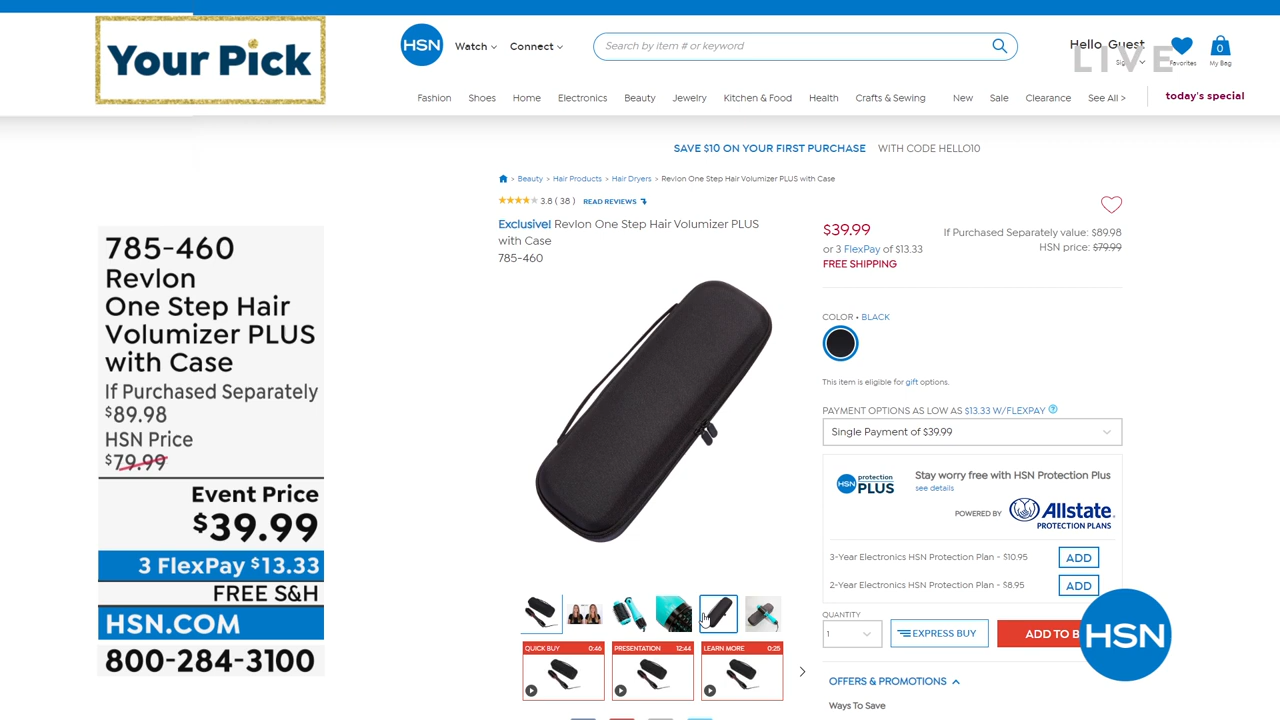 Your Pick
HSN
Watch
Connect
Search by item # or keyword
Hello, Guest
LIVE
Favorites
0
My Bag
Fashion Shoes Home Electronics Beauty Jewelry Kitchen & Food Health Crafts & Sewing New Sale Clearance See All > today's special
SAVE $10 ON YOUR FIRST PURCHASE WITH CODE HELLO10
> Beauty > Hair Products > Hair Dryers > Revlon One Step Hair Volumizer PLUS with Case
3.8 ( 38 ) READ REVIEWS
Exclusive! Revlon One Step Hair Volumizer PLUS
with Case
785-460
$39.99
or 3 FlexPay of $13.33
FREE SHIPPING
If Purchased Separately value: $89.98
HSN price: $79.99
COLOR • BLACK
This item is eligible for gift options.
PAYMENT OPTIONS AS LOW AS $13.33 W/FLEXPAY ?
Single Payment of $39.99
HSN protection PLUS
Stay worry free with HSN Protection Plus
see details
POWERED BY Allstate.
PROTECTION PLANS
3-Year Electronics HSN Protection Plan - $10.95 ADD
2-Year Electronics HSN Protection Plan - $8.95 ADD
QUANTITY
1
EXPRESS BUY
ADD TO B
HSN
OFFERS & PROMOTIONS
Ways To Save
QUICK BUY 0:46
PRESENTATION 12:44
LEARN MORE 0:25
785-460
Revlon
One Step Hair
Volumizer PLUS
with Case
If Purchased Separately
$89.98
HSN Price
$79.99
Event Price
$39.99
3 FlexPay $13.33
FREE S&H
HSN.COM
800-284-3100